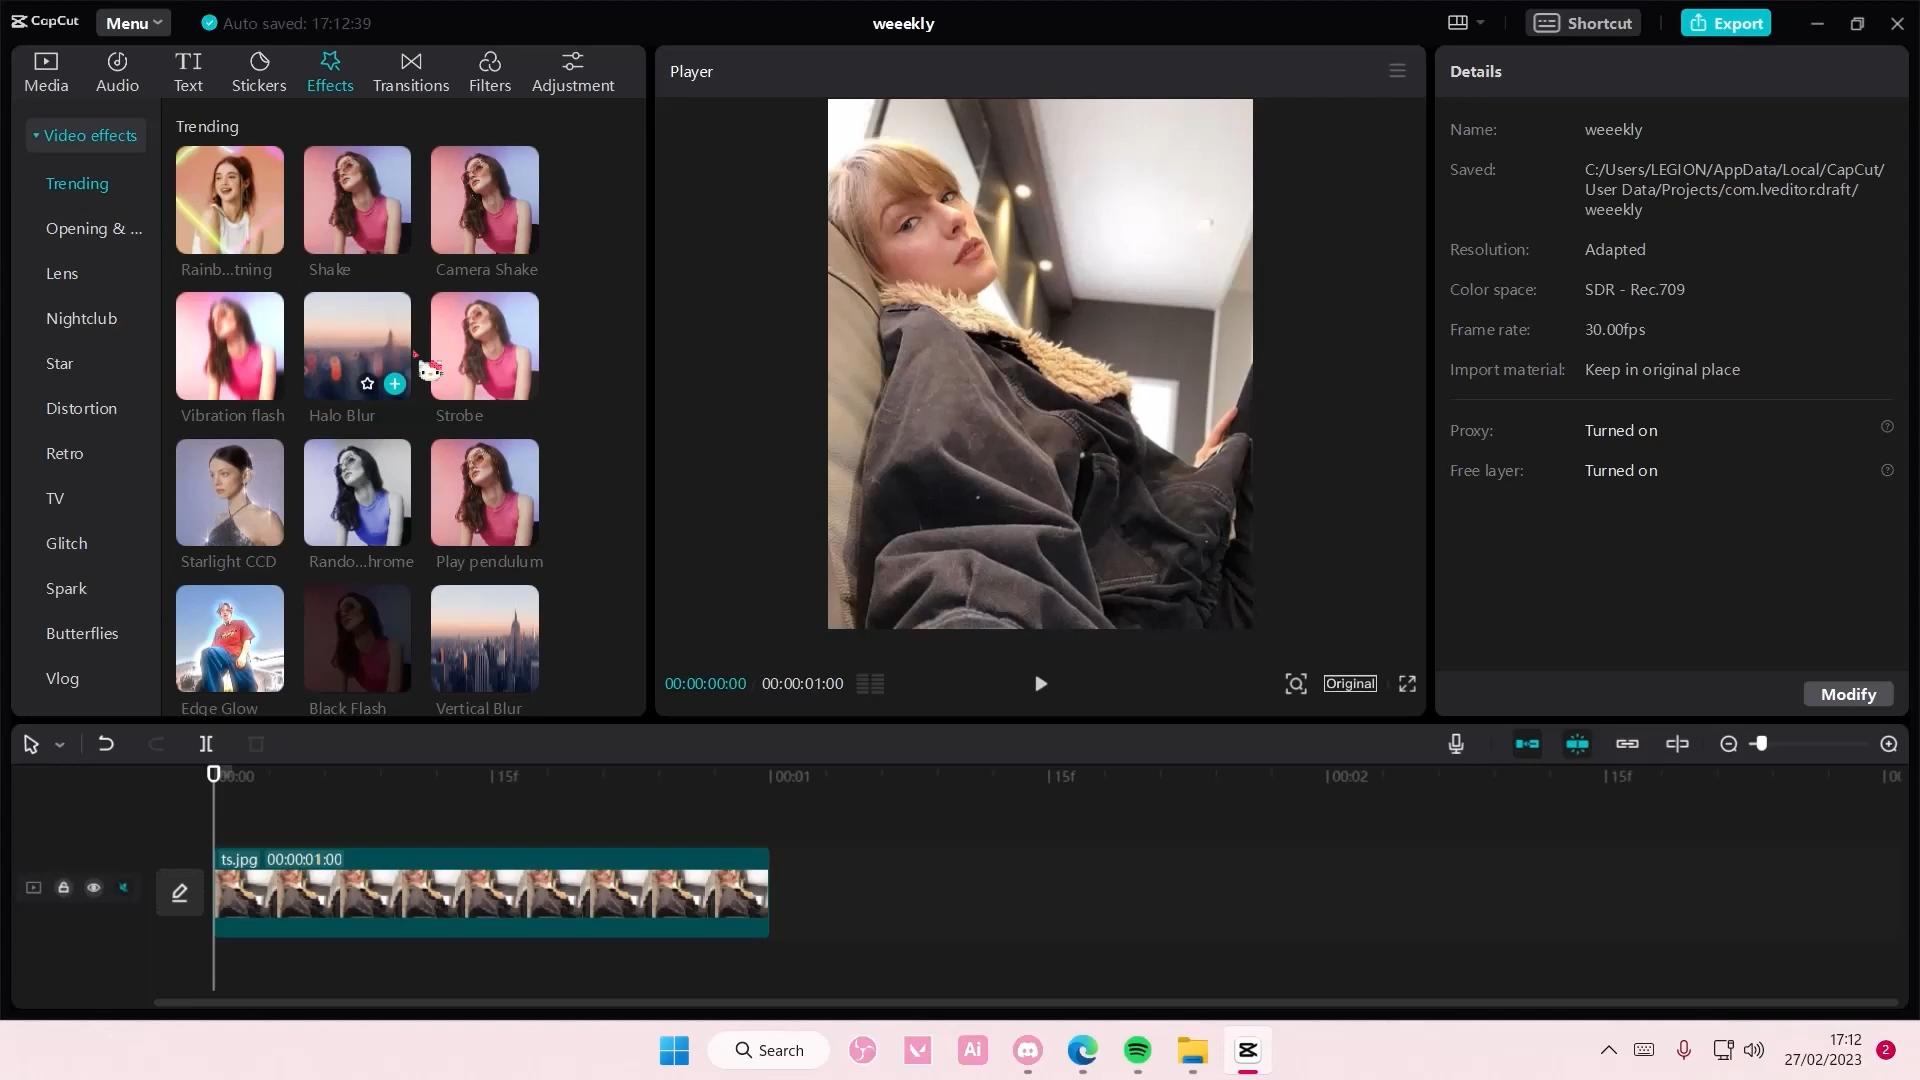 CapCut
Menu
Auto saved: 17:12:39
weeekly
Shortcut
Export
Media
Audio
TI
Text
Stickers
Effects
Transitions
Filters
Adjustment
Video effects
Trending
Opening & ...
Lens
Nightclub
Star
Distortion
Retro
TV
Glitch
Spark
Butterflies
Vlog
Trending
Rainb...tning
Shake
Camera Shake
Vibration flash
Halo Blur
Strobe
Starlight CCD
Rando...hrome
Play pendulum
Edge Glow
Black Flash
Vertical Blur
Player
00:00:00:00
00:00:01:00
Original
Details
Name: weeekly
Saved: C:/Users/LEGION/AppData/Local/CapCut/
User Data/Projects/com.lveditor.draft/
weeekly
Resolution: Adapted
Color space: SDR - Rec.709
Frame rate: 30.00fps
Import material: Keep in original place
Proxy: Turned on
Free layer: Turned on
Modify
00:00
15f
00:01
15f
00:02
15f
ts.jpg 00:00:01:00
Search
Ai
17:12
27/02/2023
2